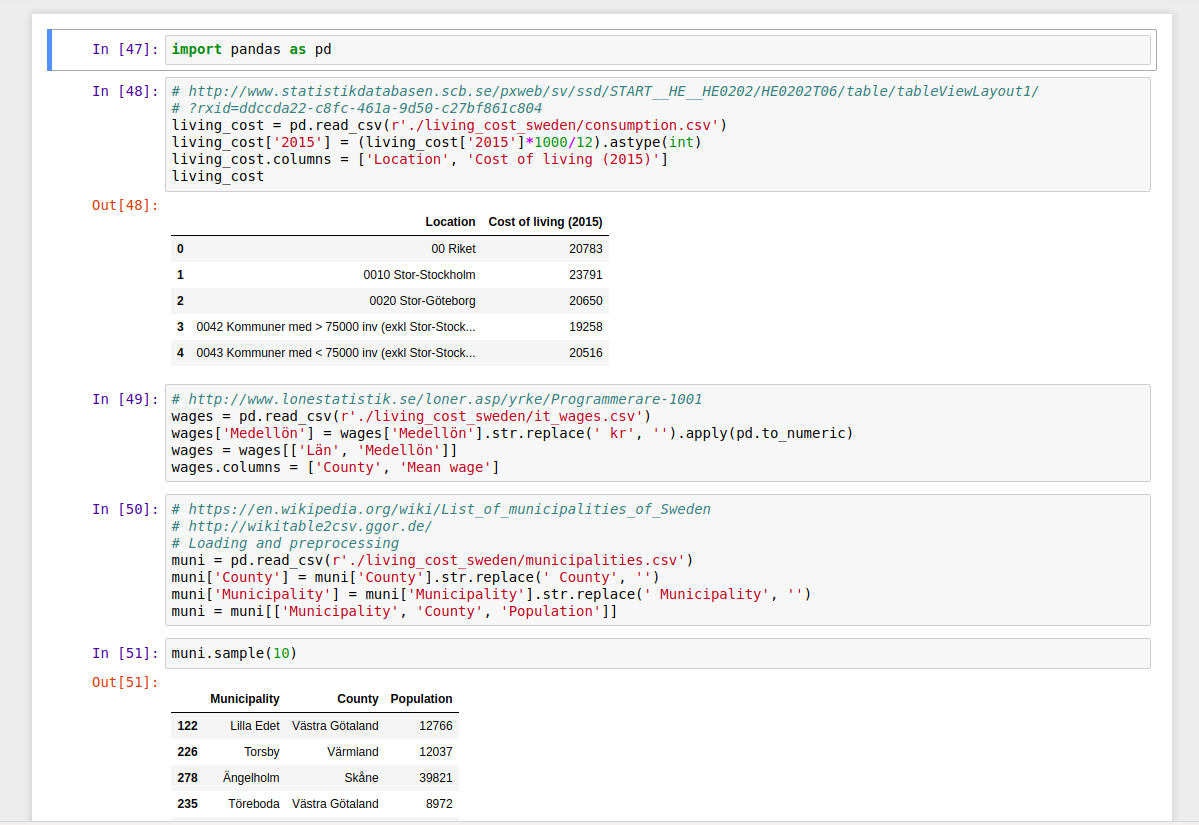 In [47]: import pandas as pd
In [48]: # http://www.statistikdatabasen.scb.se/pxweb/sv/ssd/START__HE__HE0202/HE0202T06/table/tableViewLayout1/
# ?rxid=ddccda22-c8fc-461a-9d50-c27bf861c804
living_cost = pd.read_csv(r'./living_cost_sweden/consumption.csv')
living_cost['2015'] = (living_cost['2015']*1000/12).astype(int)
living_cost.columns = ['Location', 'Cost of living (2015)']
living_cost
Out[48]:
Location Cost of living (2015)
0 00 Riket 20783
1 0010 Stor-Stockholm 23791
2 0020 Stor-Göteborg 20650
3 0042 Kommuner med > 75000 inv (exkl Stor-Stock... 19258
4 0043 Kommuner med < 75000 inv (exkl Stor-Stock... 20516
In [49]: # http://www.lonestatistik.se/loner.asp/yrke/Programmerare-1001
wages = pd.read_csv(r'./living_cost_sweden/it_wages.csv')
wages['Medellön'] = wages['Medellön'].str.replace(' kr', '').apply(pd.to_numeric)
wages = wages[['Län', 'Medellön']]
wages.columns = ['County', 'Mean wage']
In [50]: # https://en.wikipedia.org/wiki/List_of_municipalities_of_Sweden
# http://wikitable2csv.ggor.de/
# Loading and preprocessing
muni = pd.read_csv(r'./living_cost_sweden/municipalities.csv')
muni['County'] = muni['County'].str.replace(' County', '')
muni['Municipality'] = muni['Municipality'].str.replace(' Municipality', '')
muni = muni[['Municipality', 'County', 'Population']]
In [51]: muni.sample(10)
Out[51]:
Municipality County Population
122 Lilla Edet Västra Götaland 12766
226 Torsby Värmland 12037
278 Ängelholm Skåne 39821
235 Töreboda Västra Götaland 8972